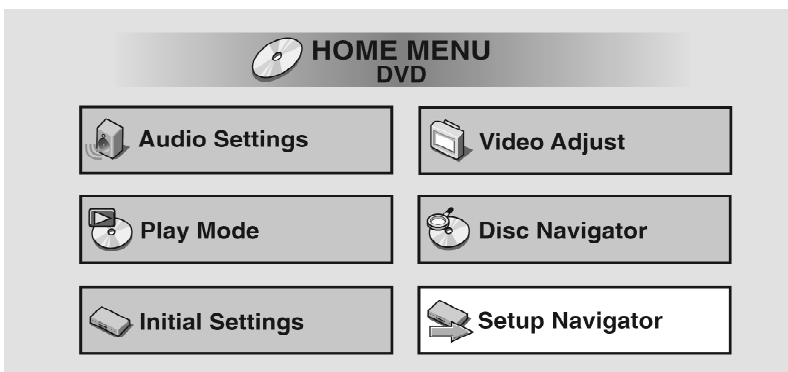 HOME MENU
DVD
Audio Settings
Video Adjust
Play Mode
Disc Navigator
Initial Settings
Setup Navigator